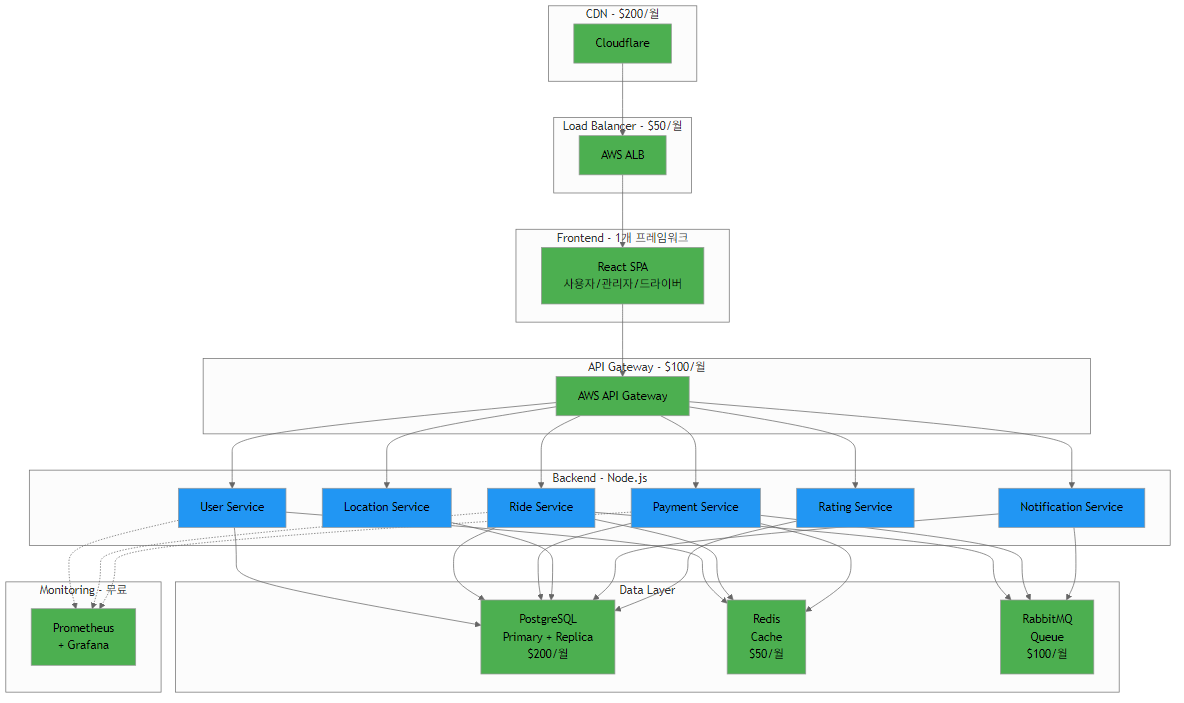 CDN - $200/월
Cloudflare
Load Balancer - $50/월
AWS ALB
Frontend - 1개 프레임워크
React SPA
사용자/관리자/드라이버
API Gateway - $100/월
AWS API Gateway
Backend - Node.js
User Service
Location Service
Ride Service
Payment Service
Rating Service
Notification Service
Monitoring - 무료
Prometheus
+ Grafana
Data Layer
PostgreSQL
Primary + Replica
$200/월
Redis
Cache
$50/월
RabbitMQ
Queue
$100/월